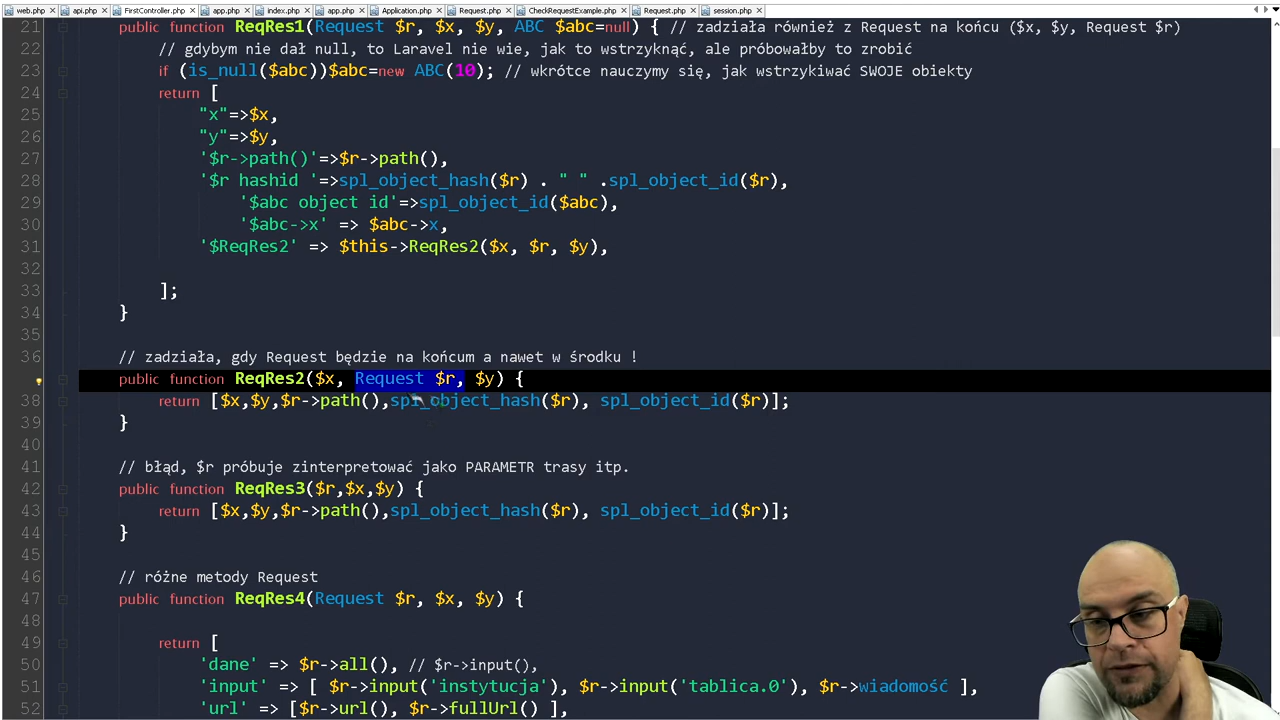 web.php api.php FirstController.php app.php index.php app.php Application.php Request.php CheckRequestExample.php Request.php session.php
21 public function ReqRes1(Request $r, $x, $y, ABC $abc=null) { // zadziała również z Request na końcu ($x, $y, Request $r)
22 // gdybym nie dał null, to Laravel nie wie, jak to wstrzyknąć, ale próbowałby to zrobić
23 if (is_null($abc))$abc=new ABC(10); // wkrótce nauczymy się, jak wstrzykiwać SWOJE obiekty
24 return [
25 "x"=>$x,
26 "y"=>$y,
27 '$r->path()'=>$r->path(),
28 '$r hashid '=>spl_object_hash($r) . " " .spl_object_id($r),
29 '$abc object id'=>spl_object_id($abc),
30 '$abc->x' => $abc->x,
31 '$ReqRes2' => $this->ReqRes2($x, $r, $y),
32
33 ];
34 }
35
36 // zadziała, gdy Request będzie na końcum a nawet w środku !
public function ReqRes2($x, Request $r, $y) {
38 return [$x,$y,$r->path(),spl_object_hash($r), spl_object_id($r)];
39 }
40
41 // błąd, $r próbuje zinterpretować jako PARAMETR trasy itp.
42 public function ReqRes3($r,$x,$y) {
43 return [$x,$y,$r->path(),spl_object_hash($r), spl_object_id($r)];
44 }
45
46 // różne metody Request
47 public function ReqRes4(Request $r, $x, $y) {
48
49 return [
50 'dane' => $r->all(), // $r->input(),
51 'input' => [ $r->input('instytucja'), $r->input('tablica.0'), $r->wiadomość ],
52 'url' => [$r->url(), $r->fullUrl() ],